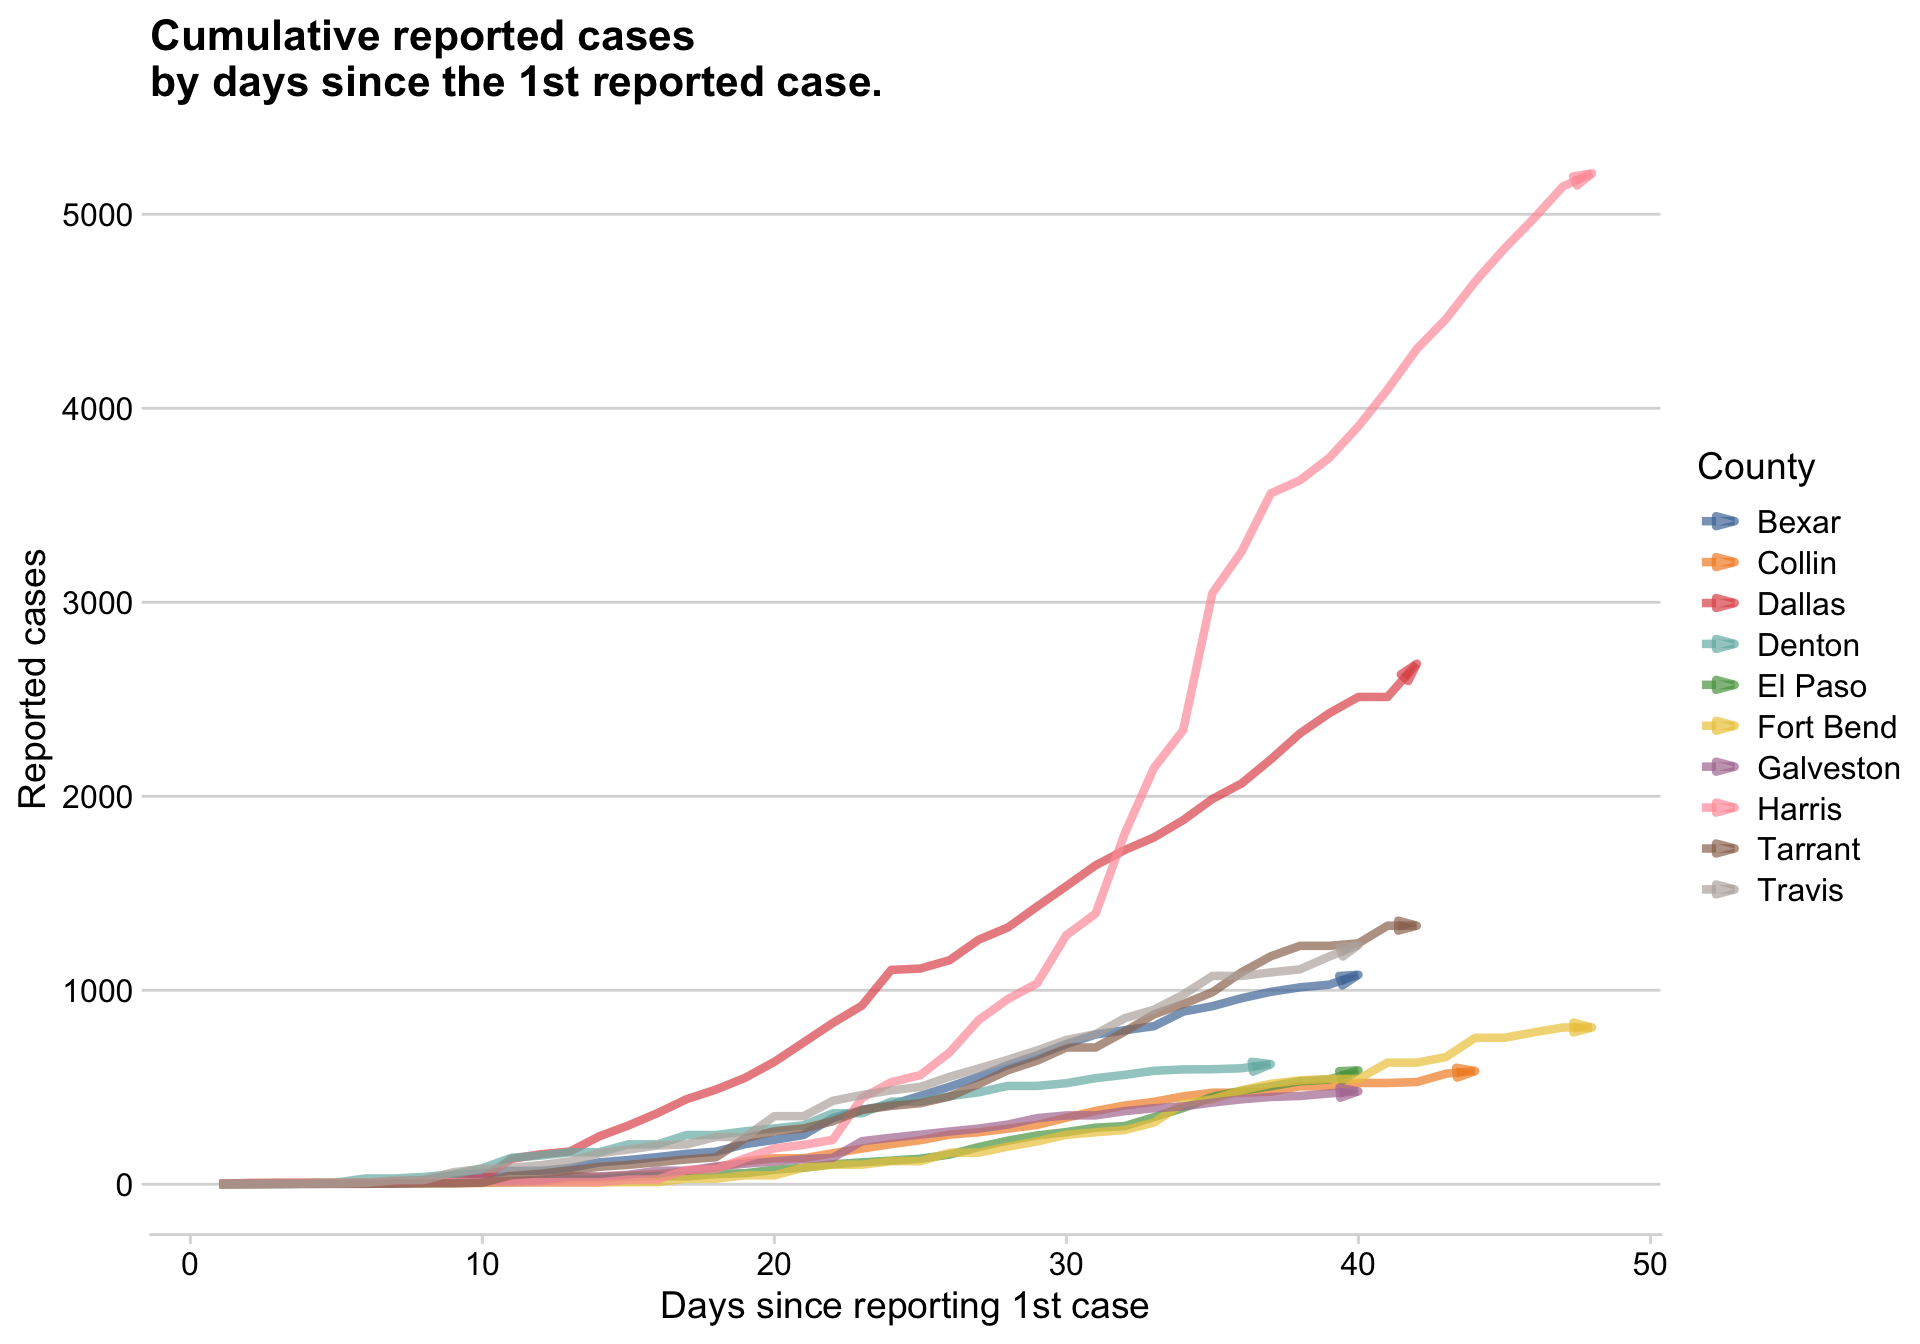 Cumulative reported cases
by days since the 1st reported case.
Reported cases
5000
4000
3000
2000
1000
0
0 10 20 30 40 50
Days since reporting 1st case
County
Bexar
Collin
Dallas
Denton
El Paso
Fort Bend
Galveston
Harris
Tarrant
Travis